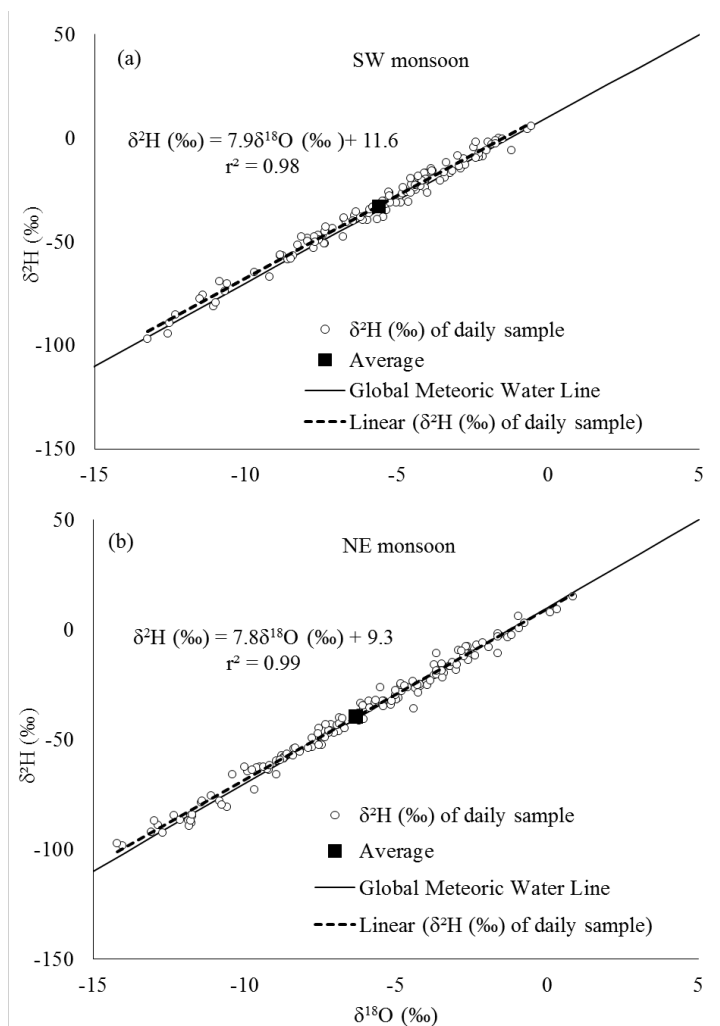 50
(a)
SW monsoon
0
δ²H (‰) = 7.9δ¹⁸O (‰ )+ 11.6
r² = 0.98
-50
δ²H (‰)
δ²H (‰) of daily sample
-100
Average
Global Meteoric Water Line
Linear (δ²H (‰) of daily sample)
-150
-15
-10
-5
0
5
50
(b)
NE monsoon
0
δ²H (‰) = 7.8δ¹⁸O (‰) + 9.3
r² = 0.99
-50
δ²H (‰)
δ²H (‰) of daily sample
-100
Average
Global Meteoric Water Line
Linear (δ²H (‰) of daily sample)
-150
-15
-10
-5
0
5
δ¹⁸O (‰)